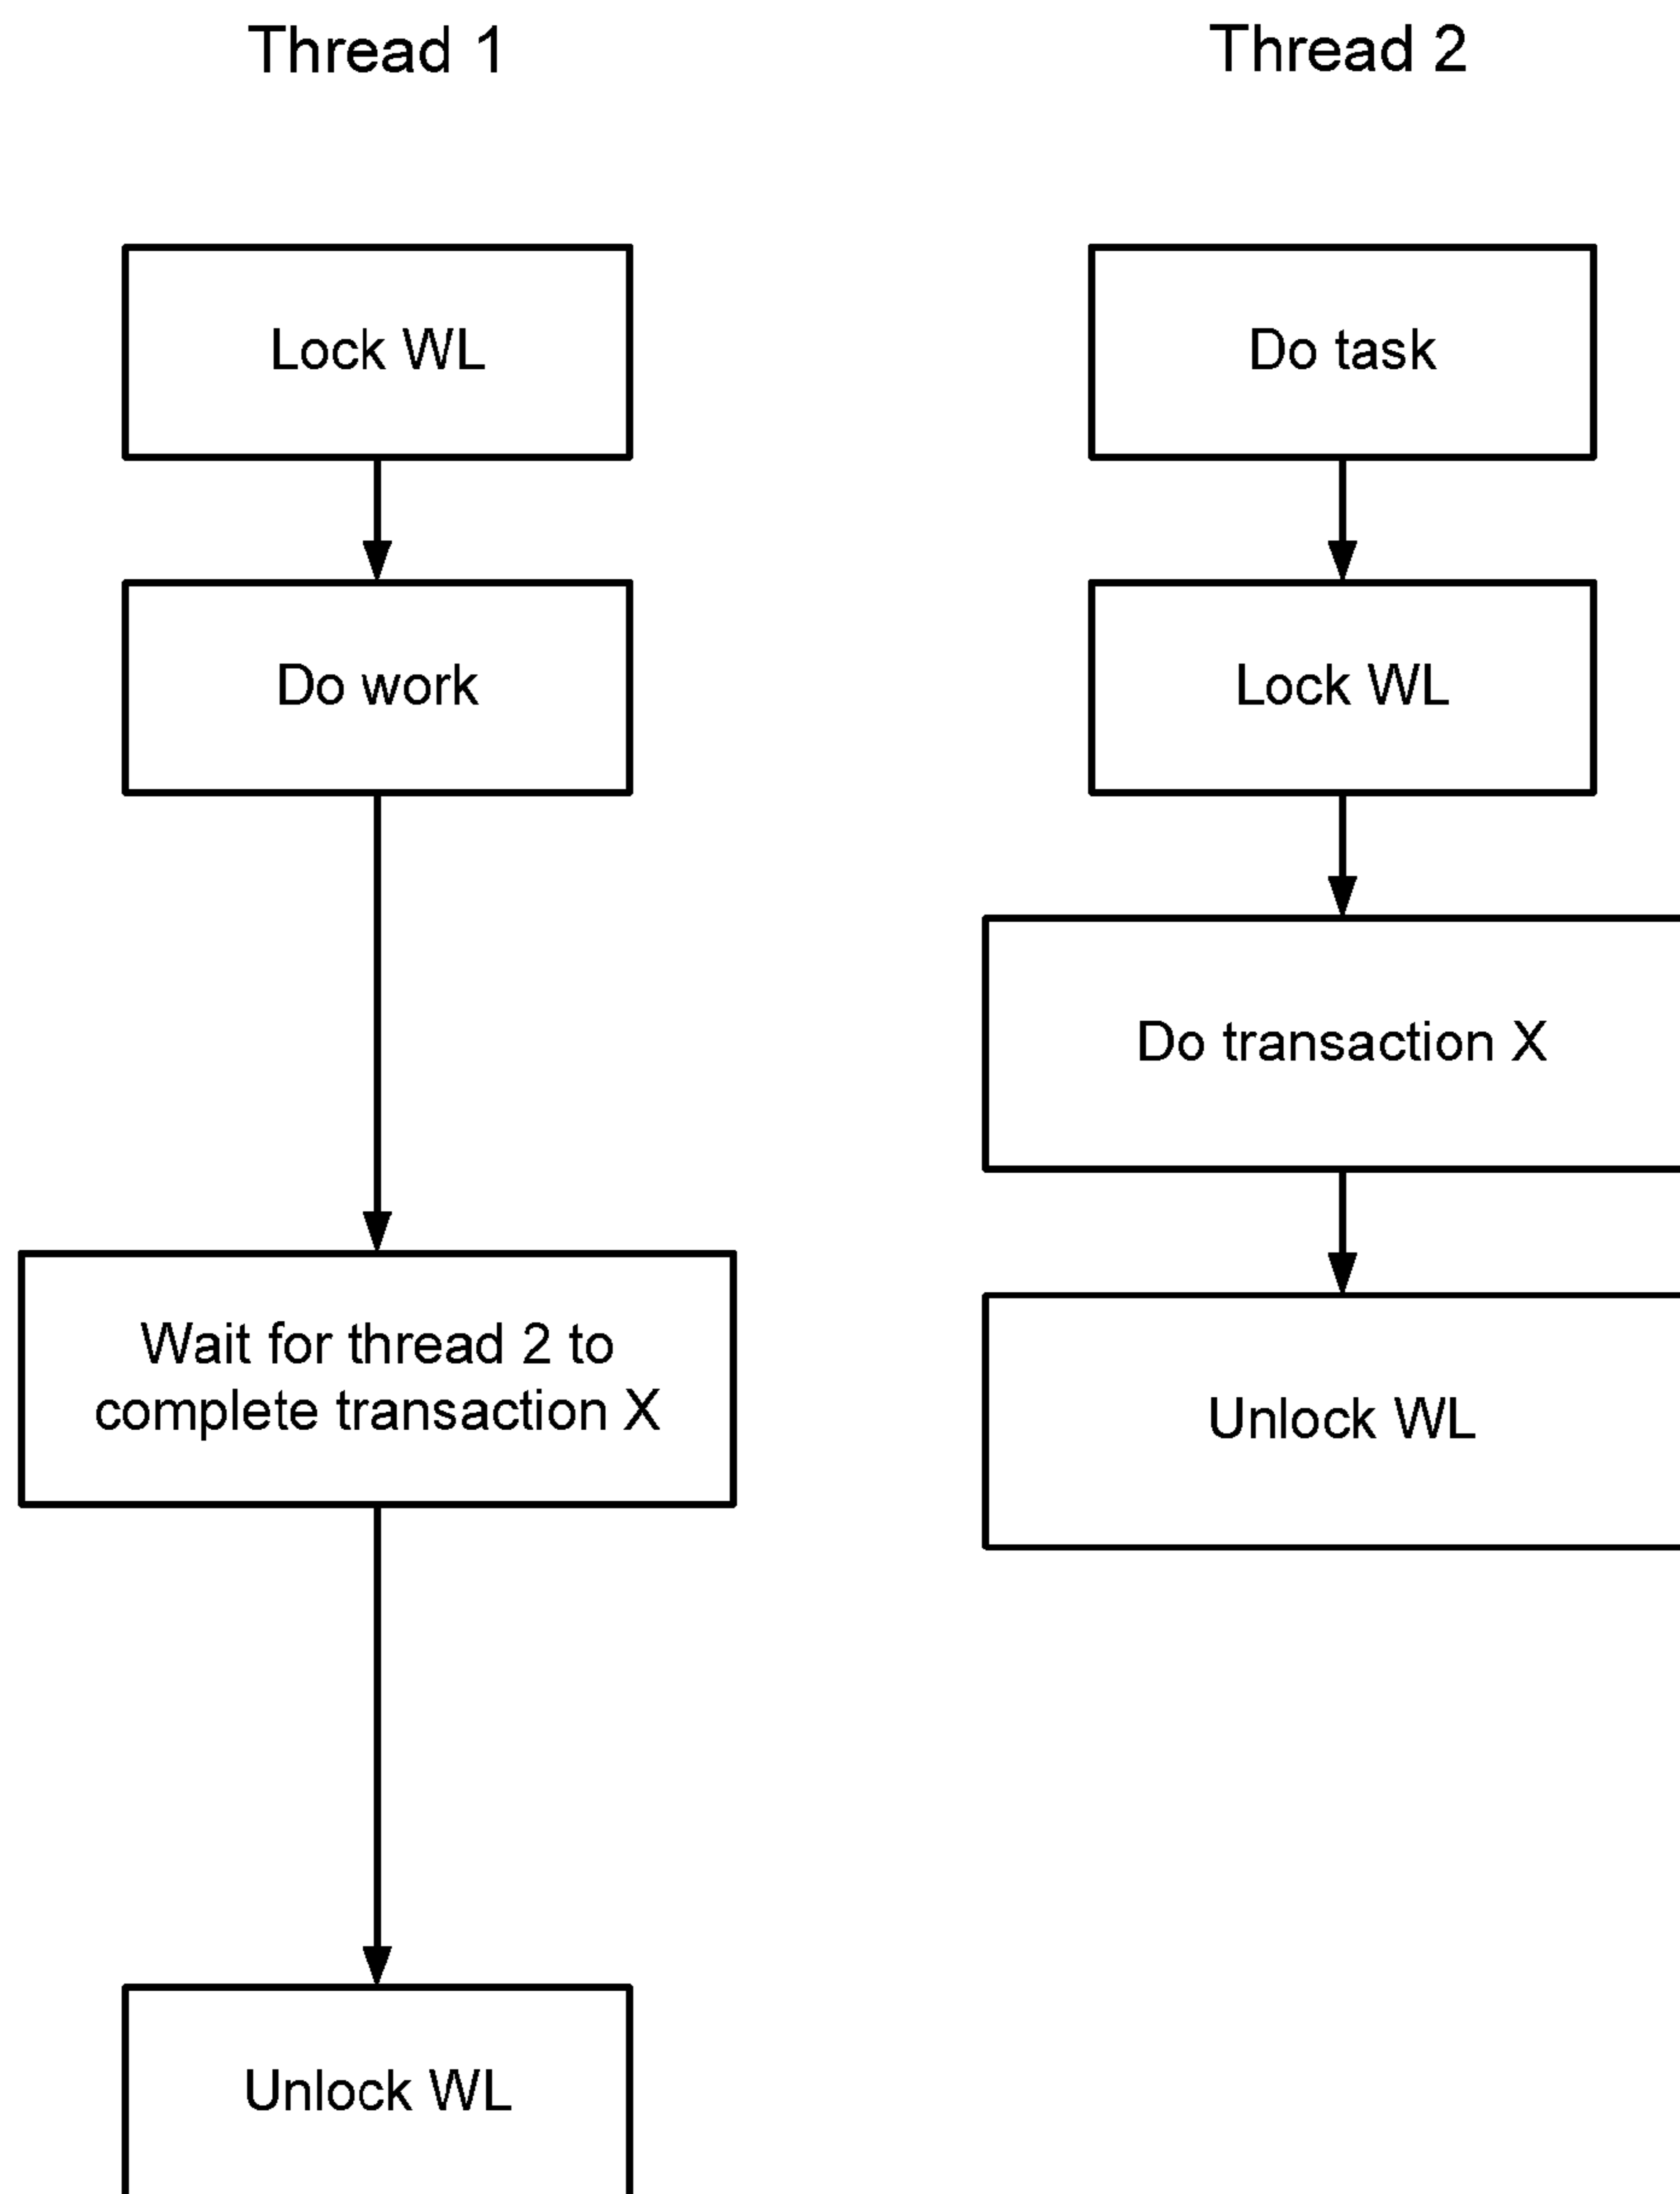 Thread 1
Thread 2
Lock WL
Do work
Wait for thread 2 to
complete transaction X
Unlock WL
Do task
Lock WL
Do transaction X
Unlock WL